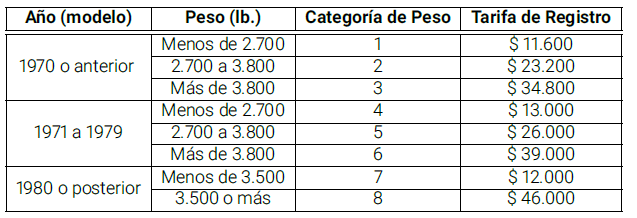 Año (modelo) Peso (lb.) Categoría de Peso Tarifa de Registro
1970 o anterior Menos de 2.700 1 $ 11.600
2.700 a 3.800 2 $ 23.200
Más de 3.800 3 $ 34.800
1971 a 1979 Menos de 2.700 4 $ 13.000
2.700 a 3.800 5 $ 26.000
Más de 3.800 6 $ 39.000
1980 o posterior Menos de 3.500 7 $ 12.000
3.500 o más 8 $ 46.000